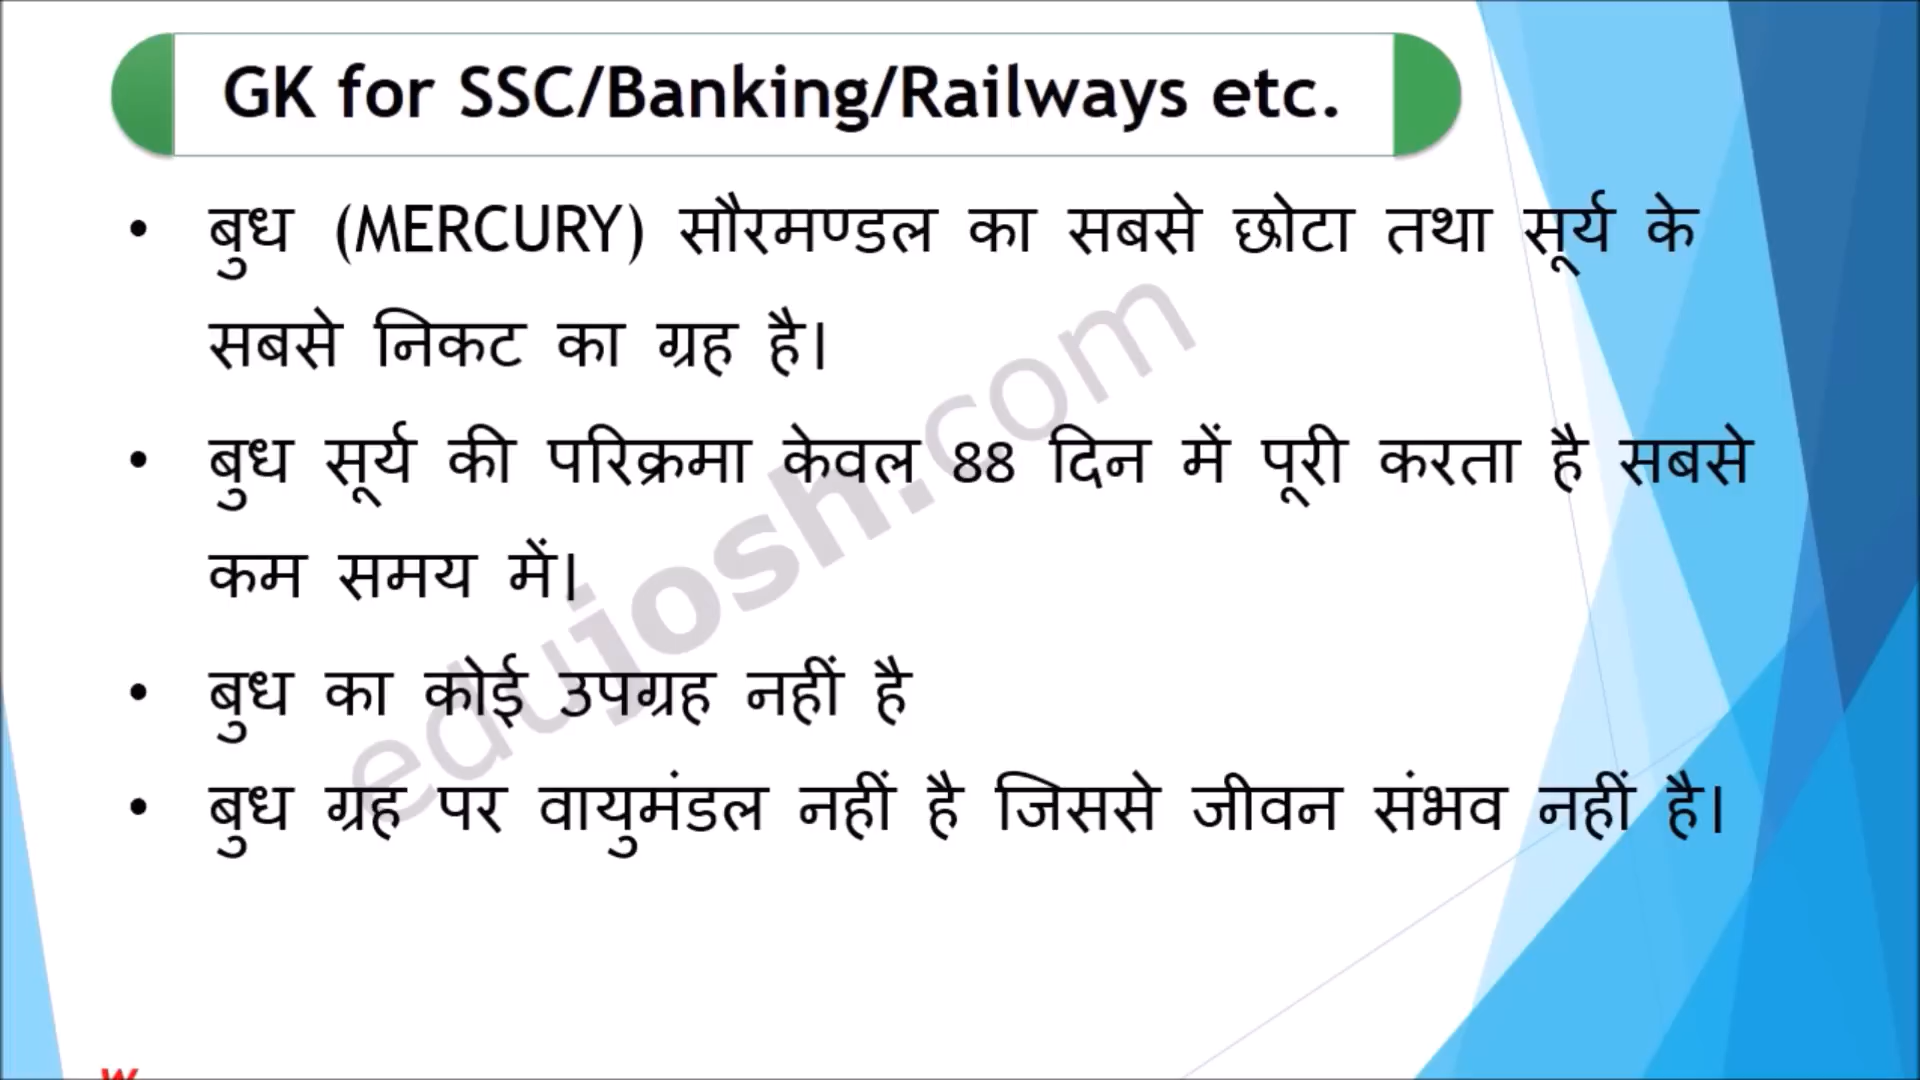 GK for SSC/Banking/Railways etc.
• बुध (MERCURY) सौरमण्डल का सबसे छोटा तथा सूर्य के
सबसे निकट का ग्रह है।
• बुध सूर्य की परिक्रमा केवल 88 दिन में पूरी करता है सबसे
कम समय में।
• बुध का कोई उपग्रह नहीं है
• बुध ग्रह पर वायुमंडल नहीं है जिससे जीवन संभव नहीं है।
edujosh.com